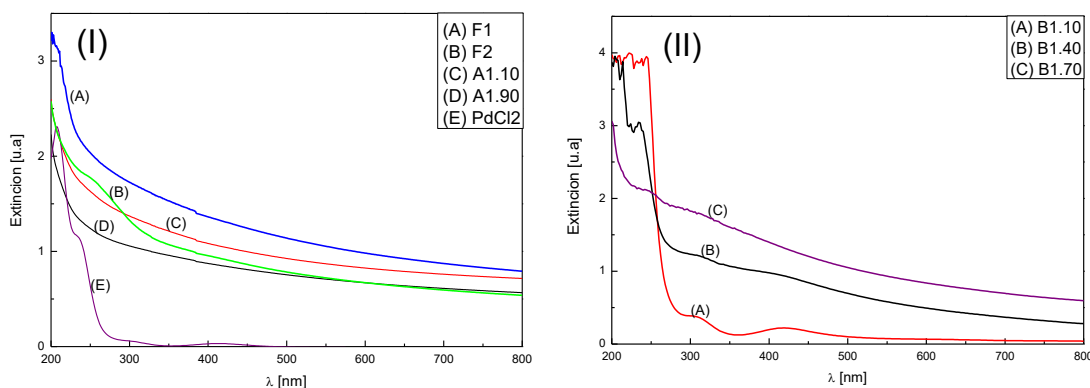 (I)
(A) F1
(B) F2
(C) A1.10
(D) A1.90
(E) PdCl2
(A)
(B)
(C)
(D)
(E)
3
2
1
0
Extincion [u.a]
200 300 400 500 600 700 800
λ [nm]
(II)
(A) B1.10
(B) B1.40
(C) B1.70
(C)
(B)
(A)
4
3
2
1
0
Extincion [u.a]
200 300 400 500 600 700 800
λ [nm]